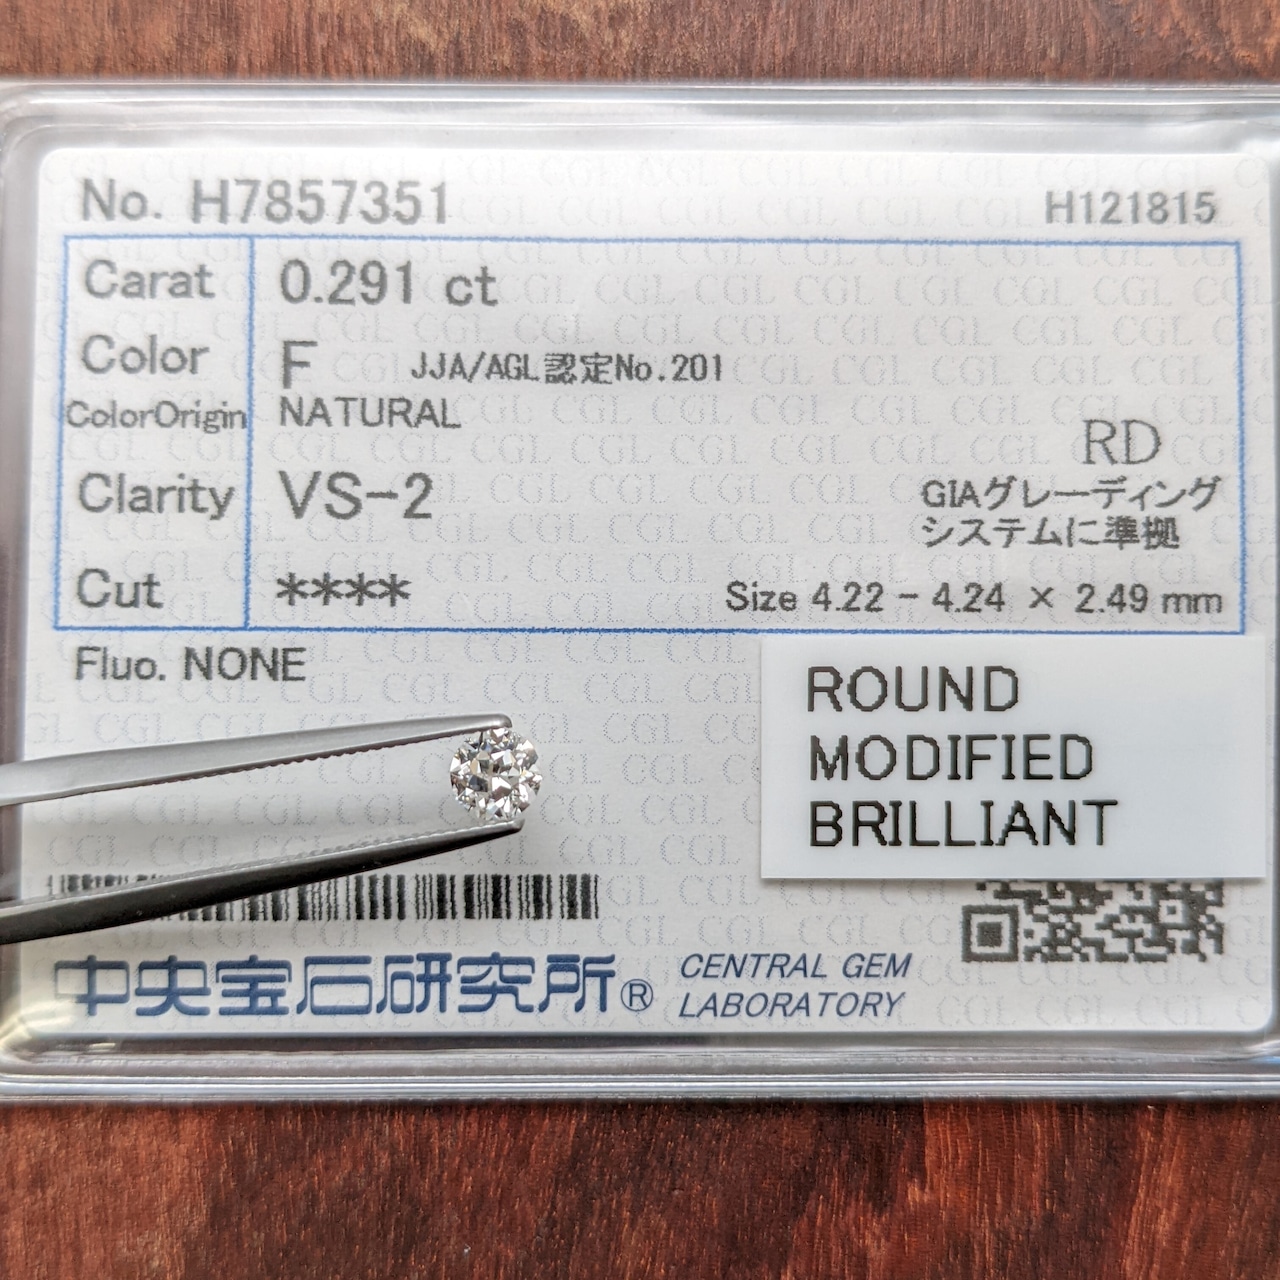 No. H7857351 H121815
Carat 0.291 ct
Color F JJA/AGL認定No.201
ColorOrigin NATURAL
RD
Clarity VS-2 GIAグレーディング
システムに準拠
Cut **** Size 4.22 - 4.24 × 2.49 mm
Fluo. NONE
ROUND
MODIFIED
BRILLIANT
中央宝石研究所® CENTRAL GEM
LABORATORY